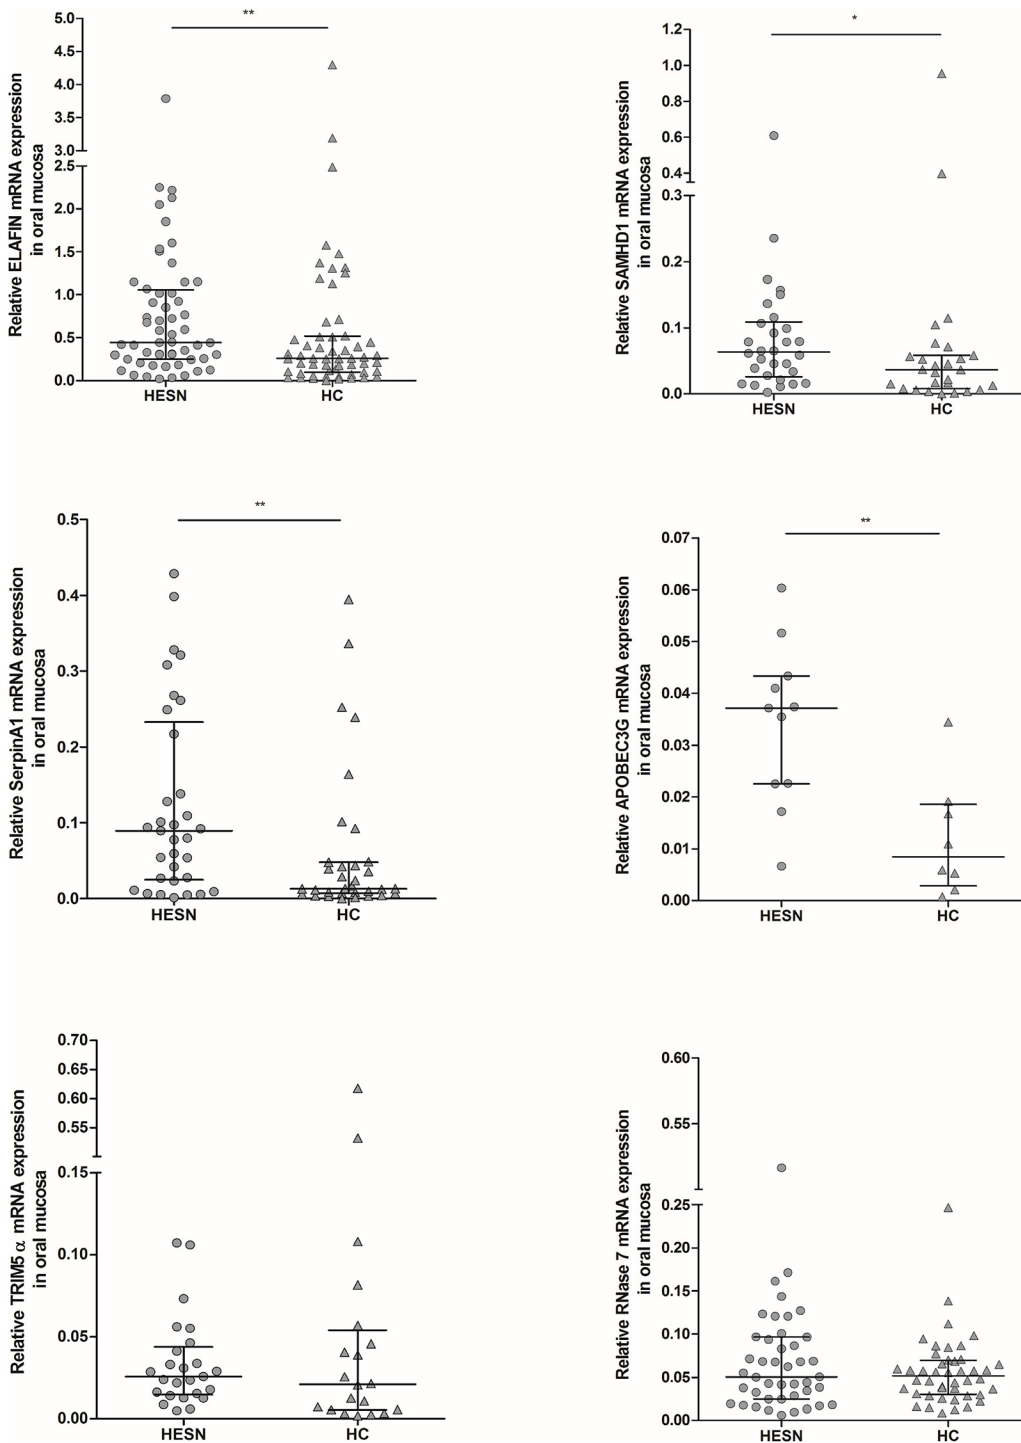 Relative ELAFIN mRNA expression
in oral mucosa
5.0
4.5
4.0
3.5
3.0
2.5
2.0
1.5
1.0
0.5
0.0
**
HESN
HC
Relative SAMHD1 mRNA expression
in oral mucosa
1.2
1.0
0.8
0.6
0.4
0.3
0.2
0.1
0.0
*
HESN
HC
Relative SerpinA1 mRNA expression
in oral mucosa
0.5
0.4
0.3
0.2
0.1
0.0
**
HESN
HC
Relative APOBEC3G mRNA expression
in oral mucosa
0.07
0.06
0.05
0.04
0.03
0.02
0.01
0.00
**
HESN
HC
Relative TRIM5 α mRNA expression
in oral mucosa
0.70
0.65
0.60
0.55
0.15
0.10
0.05
0.00
HESN
HC
Relative RNase 7 mRNA expression
in oral mucosa
0.60
0.55
0.25
0.20
0.15
0.10
0.05
0.00
HESN
HC